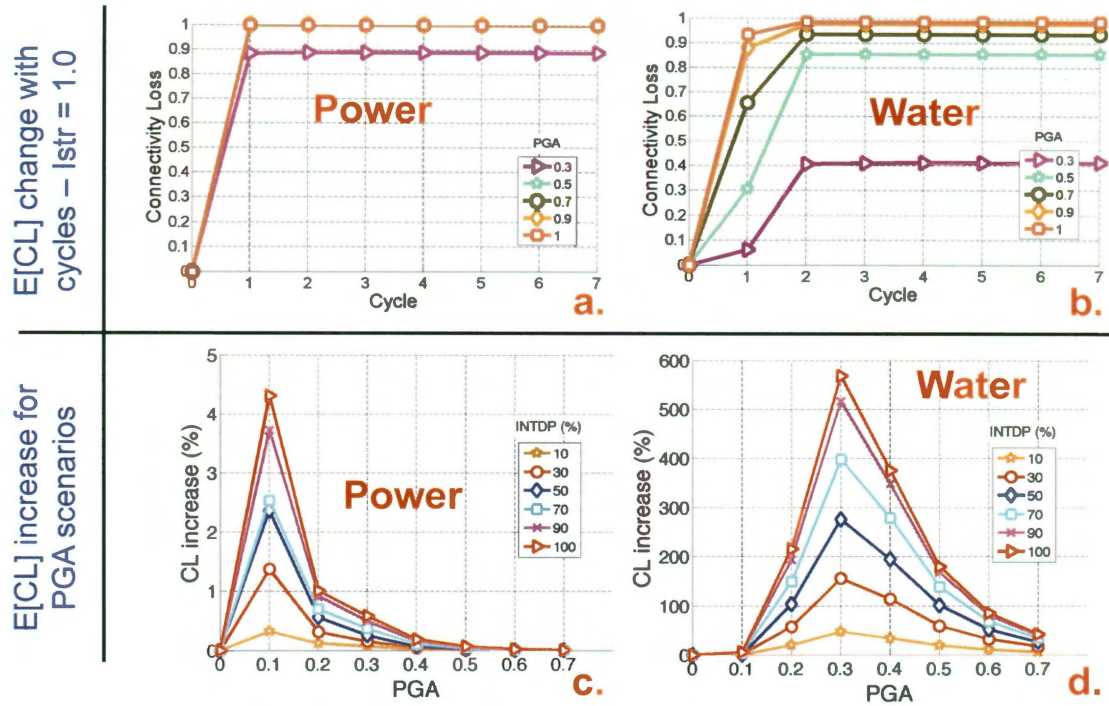 E[CL] change with
cycles – Istr = 1.0
Connectivity Loss
1
0.9
0.8
0.7
0.6
0.5
0.4
0.3
0.2
0.1
0
Power
PGA
0.3
0.5
0.7
0.9
1
0 1 2 3 4 5 6 7
Cycle
a.
Connectivity Loss
1
0.9
0.8
0.7
0.6
0.5
0.4
0.3
0.2
0.1
0
Water
PGA
0.3
0.5
0.7
0.9
1
0 1 2 3 4 5 6 7
Cycle
b.
E[CL] increase for
PGA scenarios
CL increase (%)
5
4
3
2
1
0
Power
INTDP (%)
10
30
50
70
90
100
0 0.1 0.2 0.3 0.4 0.5 0.6 0.7
PGA
c.
CL increase (%)
600
500
400
300
200
100
0
Water
INTDP (%)
10
30
50
70
90
100
0 0.1 0.2 0.3 0.4 0.5 0.6 0.7
PGA
d.